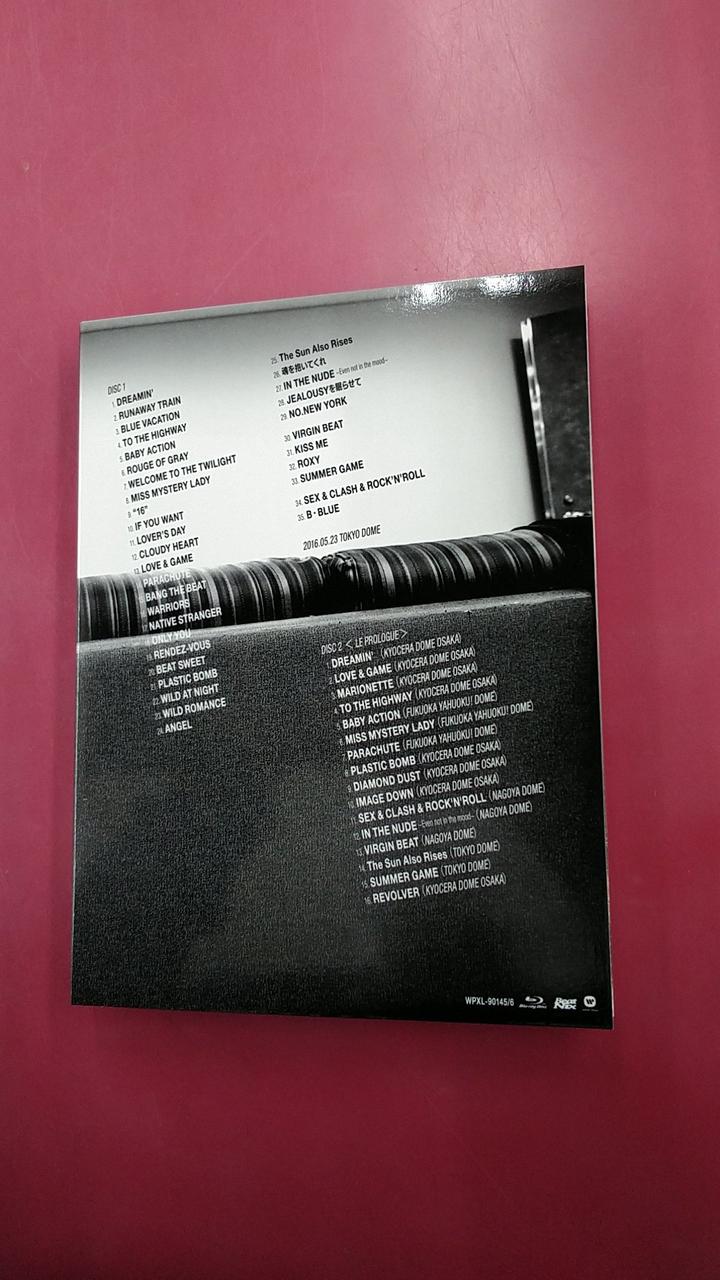 DISC 1
1. DREAMIN'
2. RUNAWAY TRAIN
3. BLUE VACATION
4. TO THE HIGHWAY
5. BABY ACTION
6. ROUGE OF GRAY
7. WELCOME TO THE TWILIGHT
8. MISS MYSTERY LADY
9. "16"
10. IF YOU WANT
11. LOVER'S DAY
12. CLOUDY HEART
13. LOVE & GAME
14. PARACHUTE
15. BANG THE BEAT
16. WARRIORS
17. NATIVE STRANGER
18. ONLY YOU
19. RENDEZ-VOUS
20. BEAT SWEET
21. PLASTIC BOMB
22. WILD AT NIGHT
23. WILD ROMANCE
24. ANGEL
25. The Sun Also Rises
26. 魂を抱いてくれ
27. IN THE NUDE ~Even not in the mood~
28. JEALOUSYを眠らせて
29. NO.NEW YORK
30. VIRGIN BEAT
31. KISS ME
32. ROXY
33. SUMMER GAME
34. SEX & CLASH & ROCK'N'ROLL
35. B・BLUE
2016.05.23 TOKYO DOME
DISC 2 < LE PROLOGUE >
1. DREAMIN' (KYOCERA DOME OSAKA)
2. LOVE & GAME (KYOCERA DOME OSAKA)
3. MARIONETTE (KYOCERA DOME OSAKA)
4. TO THE HIGHWAY (KYOCERA DOME OSAKA)
5. BABY ACTION (FUKUOKA YAHUOKU! DOME)
6. MISS MYSTERY LADY (FUKUOKA YAHUOKU! DOME)
7. PARACHUTE (FUKUOKA YAHUOKU! DOME)
8. PLASTIC BOMB (KYOCERA DOME OSAKA)
9. DIAMOND DUST (KYOCERA DOME OSAKA)
10. IMAGE DOWN (KYOCERA DOME OSAKA)
11. SEX & CLASH & ROCK'N'ROLL (NAGOYA DOME)
12. IN THE NUDE ~Even not in the mood~ (NAGOYA DOME)
13. VIRGIN BEAT (NAGOYA DOME)
14. The Sun Also Rises (TOKYO DOME)
15. SUMMER GAME (TOKYO DOME)
16. REVOLVER (KYOCERA DOME OSAKA)
WPXL-90145/6 Blu-ray Disc Beat Nix